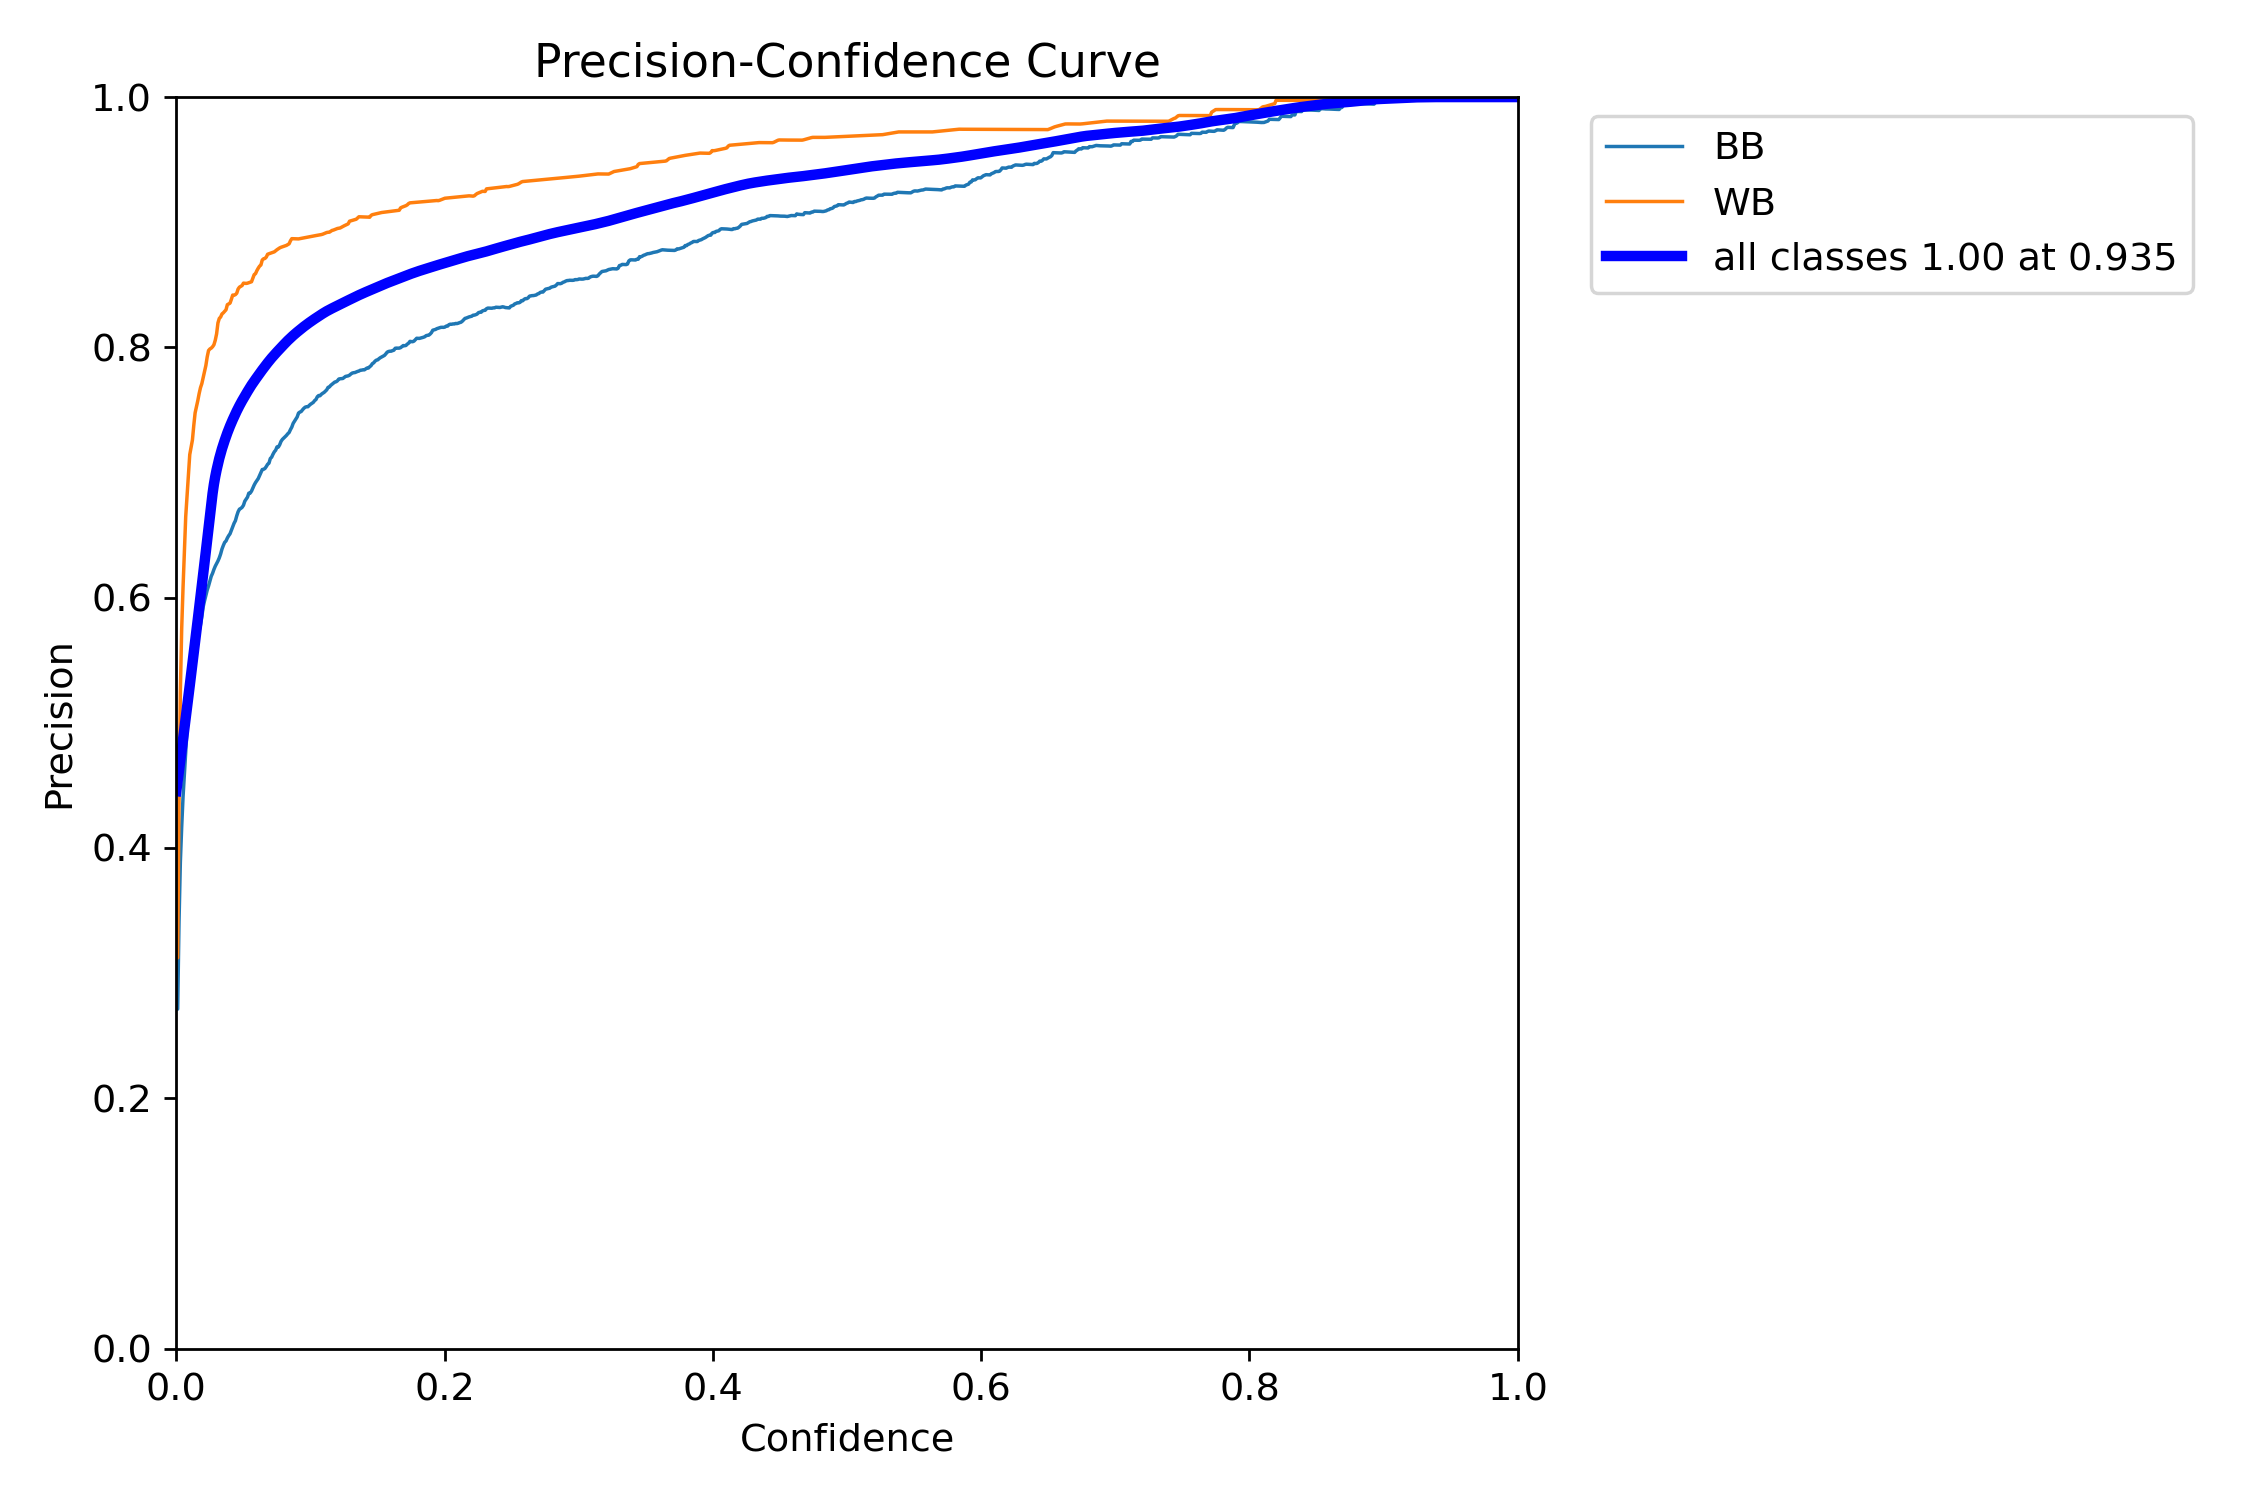 Precision-Confidence Curve
1.0
0.8
0.6
0.4
0.2
0.0
Precision
0.0 0.2 0.4 0.6 0.8 1.0
Confidence
BB
WB
all classes 1.00 at 0.935